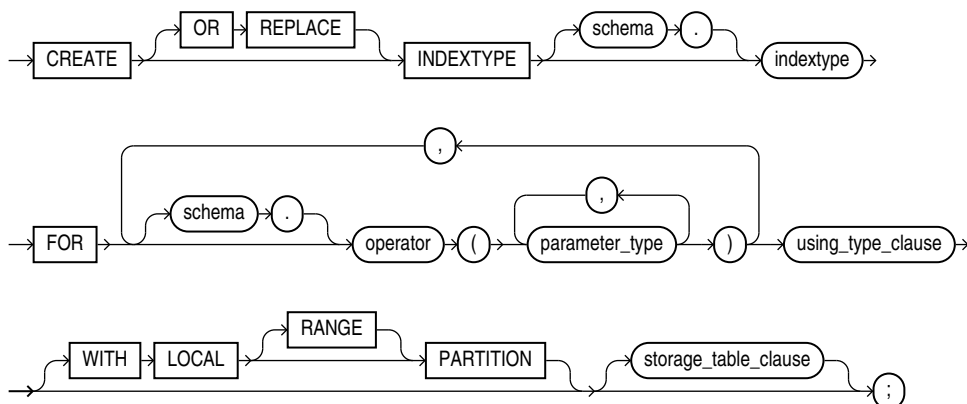 OR REPLACE schema .
CREATE INDEXTYPE indextype
,
schema . ,
FOR operator ( parameter_type ) using_type_clause
RANGE
WITH LOCAL PARTITION storage_table_clause
;